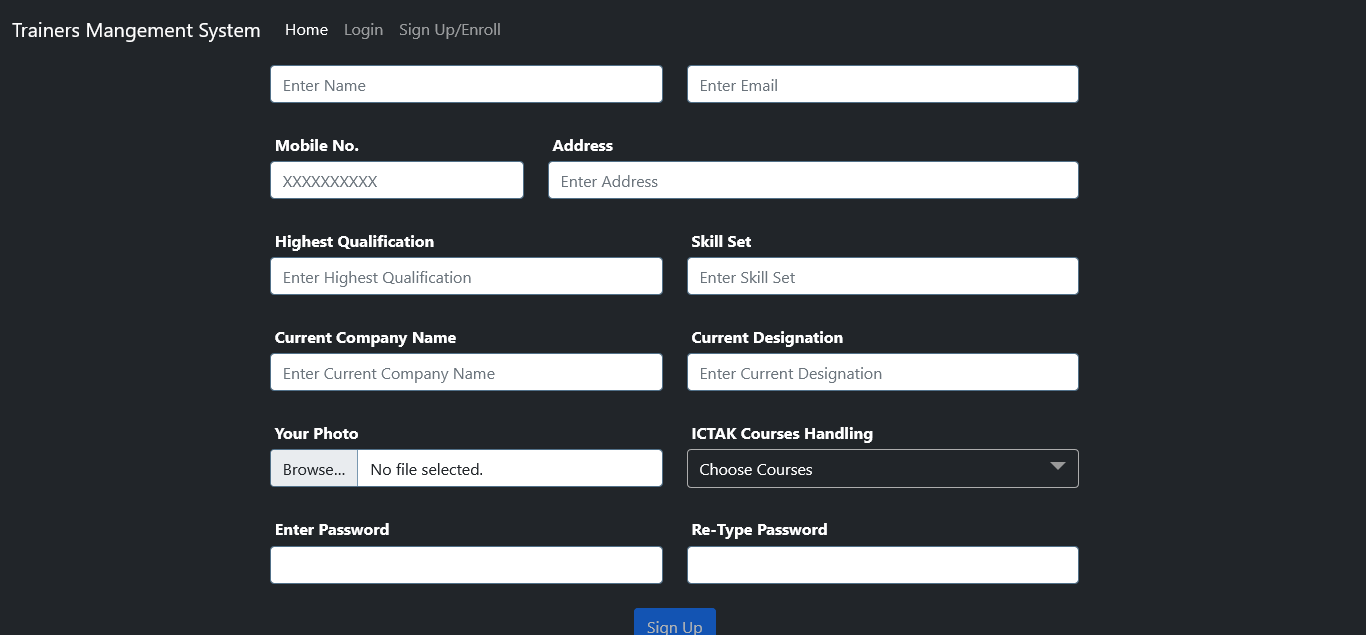 Trainers Mangement System Home Login Sign Up/Enroll
Enter Name Enter Email
Mobile No. Address
XXXXXXXXXX Enter Address
Highest Qualification Skill Set
Enter Highest Qualification Enter Skill Set
Current Company Name Current Designation
Enter Current Company Name Enter Current Designation
Your Photo ICTAK Courses Handling
Browse... No file selected. Choose Courses
Enter Password Re-Type Password
Sign Up